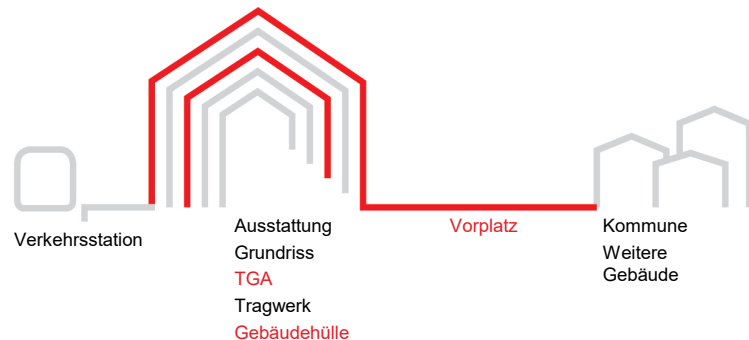 Verkehrsstation
Ausstattung
Grundriss
TGA
Tragwerk
Gebäudehülle
Vorplatz
Kommune
Weitere
Gebäude